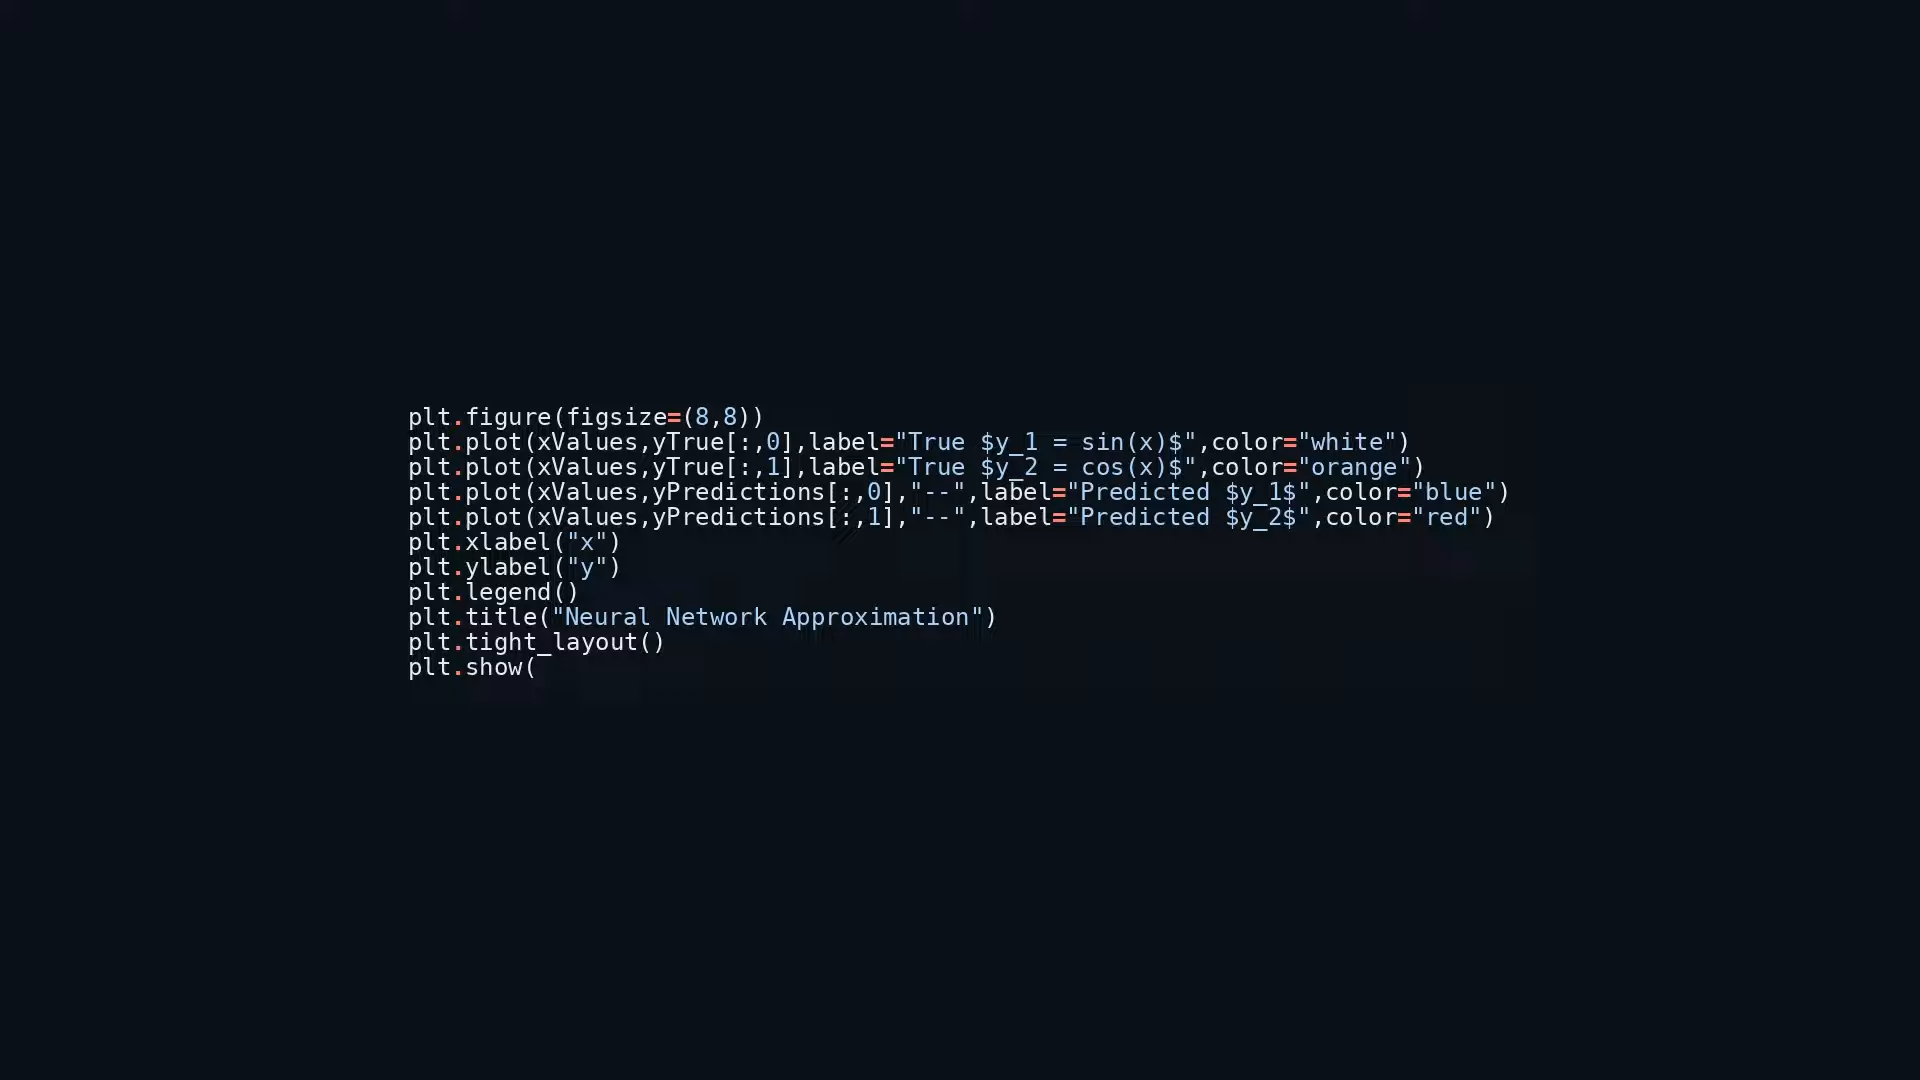 plt.figure(figsize=(8,8))
plt.plot(xValues,yTrue[:,0],label="True $y_1 = sin(x)$",color="white")
plt.plot(xValues,yTrue[:,1],label="True $y_2 = cos(x)$",color="orange")
plt.plot(xValues,yPredictions[:,0],"--",label="Predicted $y_1$",color="blue")
plt.plot(xValues,yPredictions[:,1],"--",label="Predicted $y_2$",color="red")
plt.xlabel("x")
plt.ylabel("y")
plt.legend()
plt.title("Neural Network Approximation")
plt.tight_layout()
plt.show(